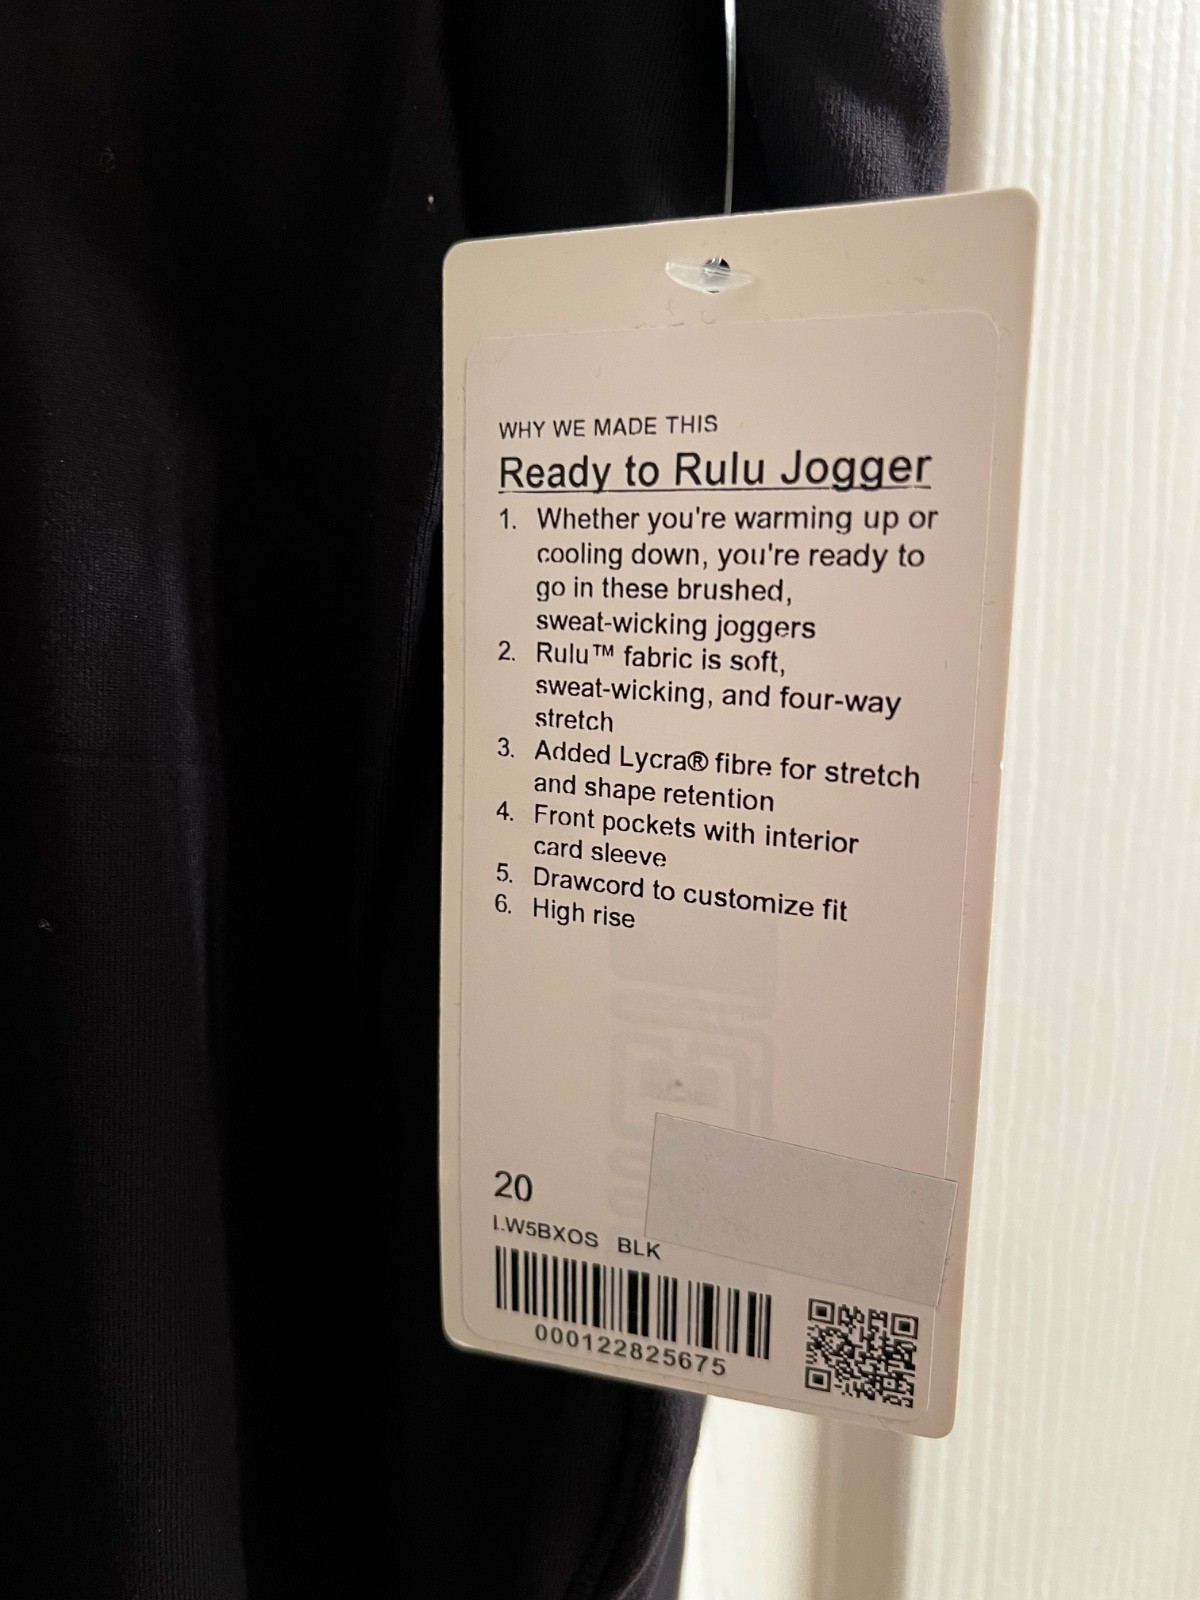 WHY WE MADE THIS
Ready to Rulu Jogger
1. Whether you're warming up or
cooling down, you're ready to
go in these brushed,
sweat-wicking joggers
2. Rulu™ fabric is soft,
sweat-wicking, and four-way
stretch
3. Added Lycra® fibre for stretch
and shape retention
4. Front pockets with interior
card sleeve
5. Drawcord to customize fit
6. High rise
20
LW5BXOS BLK
000122825675